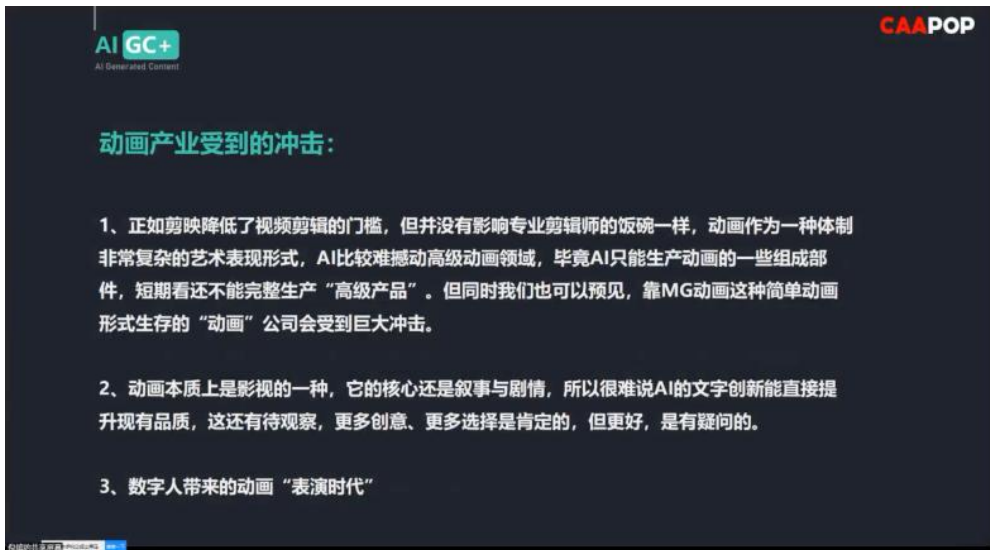 CAAPOP
AIGC+
AI Generated Content
动画产业受到的冲击：
1、正如剪映降低了视频剪辑的门槛，但并没有影响专业剪辑师的饭碗一样，动画作为一种体制
非常复杂的艺术表现形式，AI比较难撼动高级动画领域，毕竟AI只能生产动画的一些组成部
件，短期看还不能完整生产“高级产品”。但同时我们也可以预见，靠MG动画这种简单动画
形式生存的“动画”公司会受到巨大冲击。
2、动画本质上是影视的一种，它的核心还是叙事与剧情，所以很难说AI的文字创新能直接提
升现有品质，这还有待观察，更多创意、更多选择是肯定的，但更好，是有疑问的。
3、数字人带来的动画“表演时代”